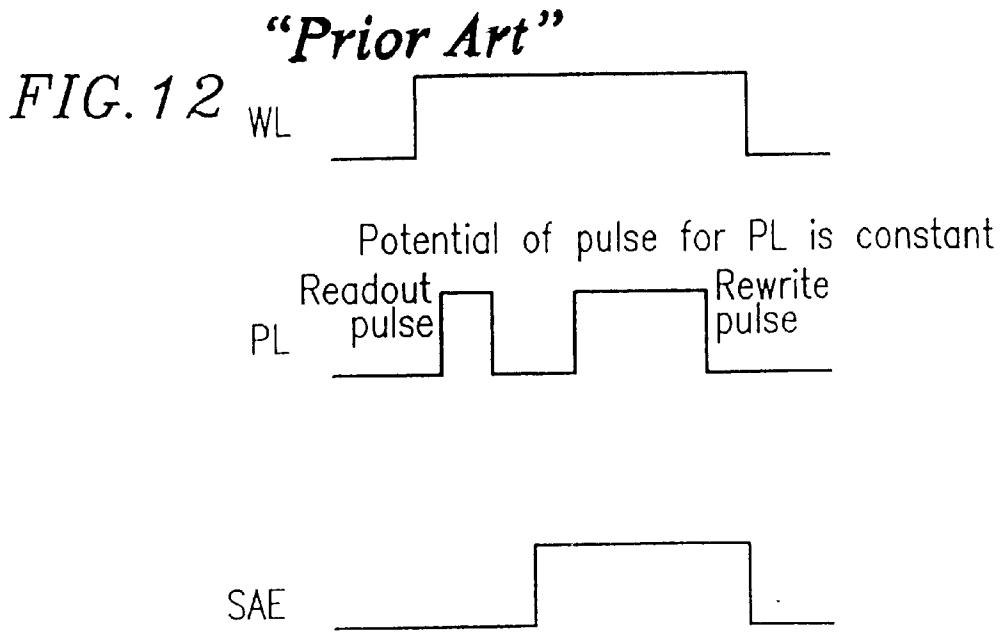 "Prior Art"
FIG. 12
WL
Potential of pulse for PL is constant
Readout
pulse
Rewrite
pulse
PL
SAE